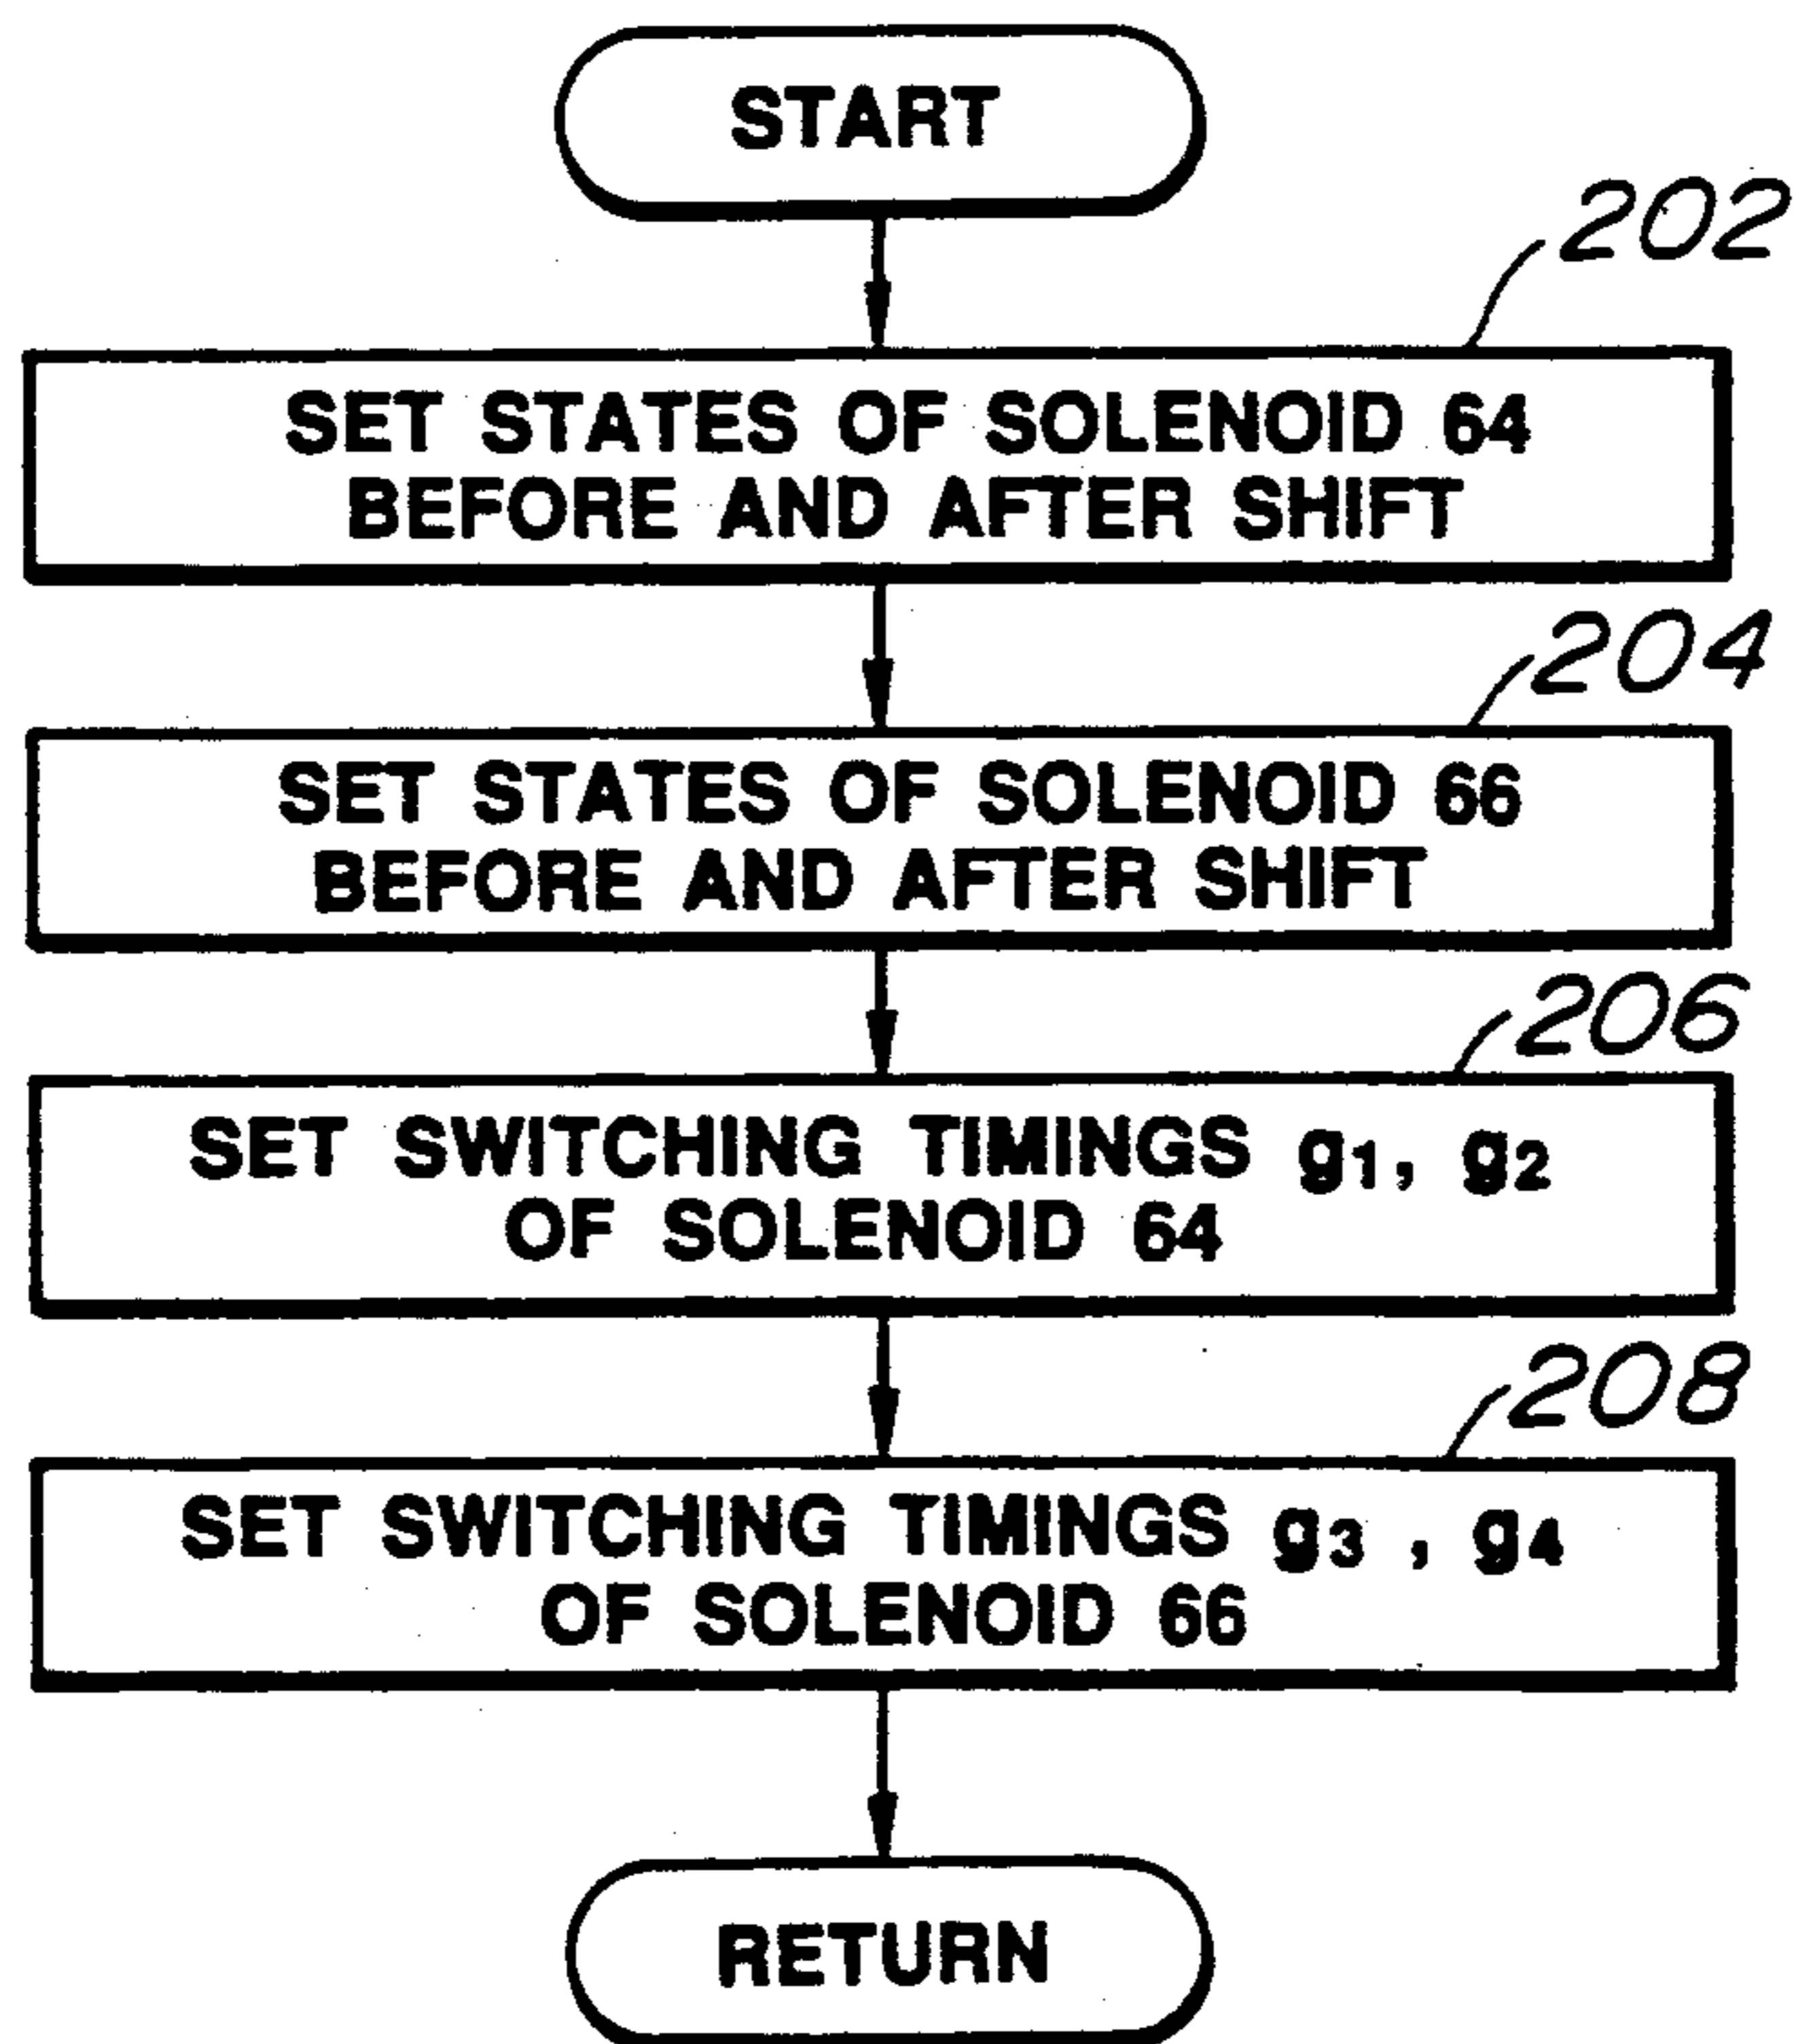 START
202
SET STATES OF SOLENOID 64
BEFORE AND AFTER SHIFT
204
SET STATES OF SOLENOID 66
BEFORE AND AFTER SHIFT
206
SET SWITCHING TIMINGS g1, g2
OF SOLENOID 64
208
SET SWITCHING TIMINGS g3 , g4
OF SOLENOID 66
RETURN